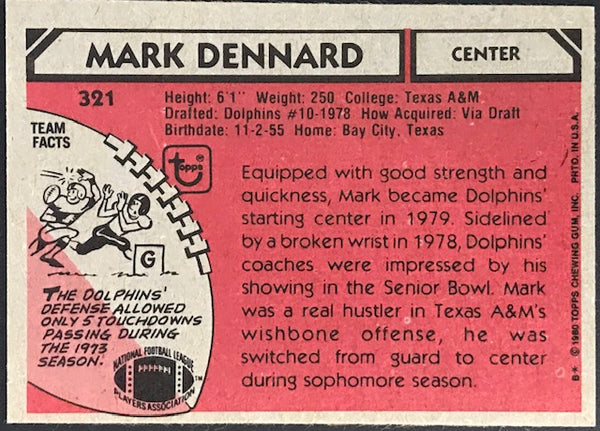 MARK DENNARD
CENTER
321
Height: 6'1" Weight: 250 College: Texas A&M
Drafted: Dolphins #10-1978 How Acquired: Via Draft
Birthdate: 11-2-55 Home: Bay City, Texas
TEAM
FACTS
topps
G
THE DOLPHINS'
DEFENSE ALLOWED
ONLY 5 TOUCHDOWNS
PASSING DURING
THE 1973
SEASON.
NATIONAL FOOTBALL LEAGUE
PLAYERS ASSOCIATION
Equipped with good strength and
quickness, Mark became Dolphins'
starting center in 1979. Sidelined
by a broken wrist in 1978, Dolphins'
coaches were impressed by his
showing in the Senior Bowl. Mark
was a real hustler in Texas A&M's
wishbone offense, he was
switched from guard to center
during sophomore season.
B* © 1980 TOPPS CHEWING GUM, INC. PRTD. IN U.S.A.